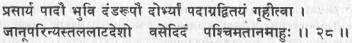 प्रसार्य पादौ भुवि दंडरूपौ दोर्भ्यां पदाग्रद्वितयं गृहीत्वा ।
जानूपरिन्यस्तललाटदेशो वसेदिदं पश्चिमतानमाहुः ॥ २८ ॥